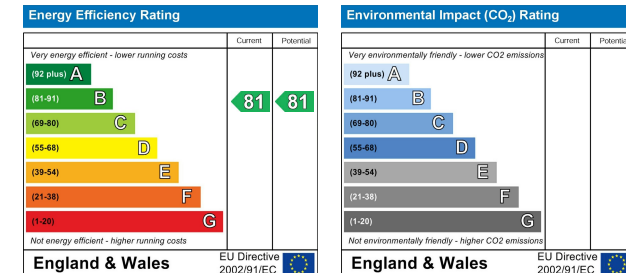 Energy Efficiency Rating
Current Potential
Very energy efficient - lower running costs
(92 plus) A
(81-91) B 81 81
(69-80) C
(55-68) D
(39-54) E
(21-38) F
(1-20) G
Not energy efficient - higher running costs
England & Wales
EU Directive
2002/91/EC
Environmental Impact (CO₂) Rating
Current Potential
Very environmentally friendly - lower CO2 emissions
(92 plus) A
(81-91) B
(69-80) C
(55-68) D
(39-54) E
(21-38) F
(1-20) G
Not environmentally friendly - higher CO2 emissions
England & Wales
EU Directive
2002/91/EC